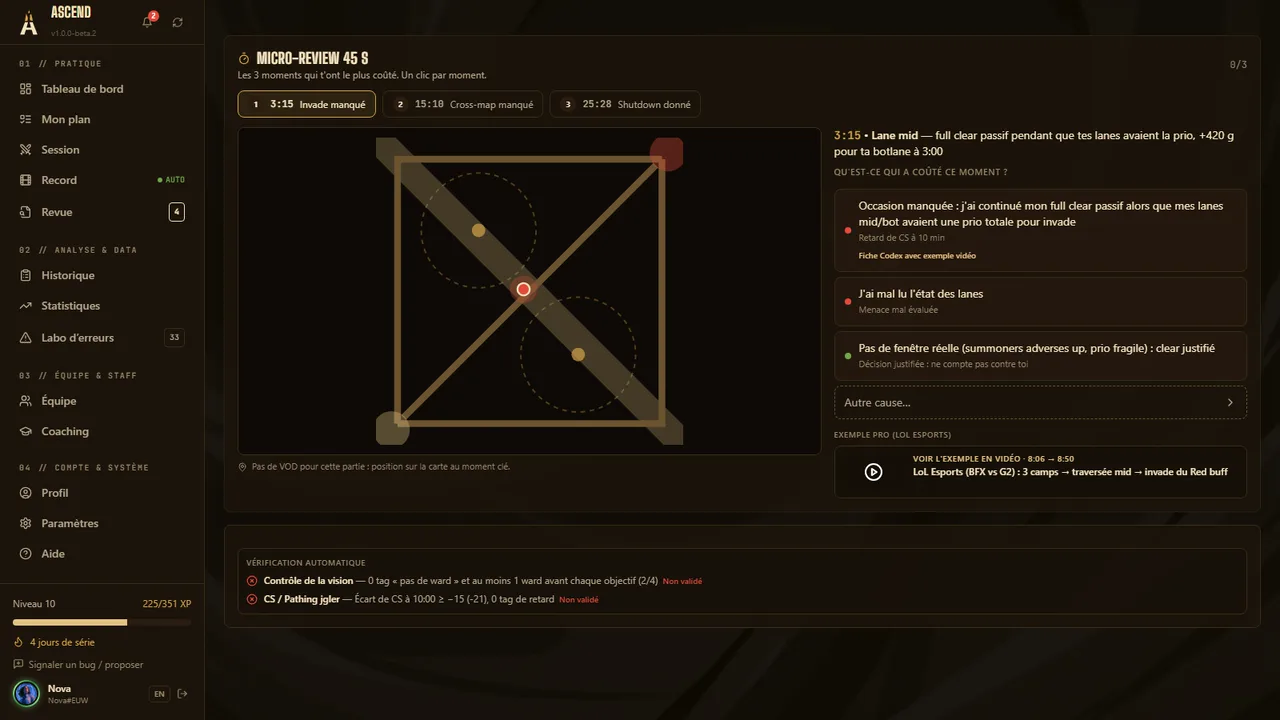 ASCEND
v1.0.0-beta.2
2
01 // PRATIQUE
Tableau de bord
Mon plan
Session
Record
AUTO
Revue
4
02 // ANALYSE & DATA
Historique
Statistiques
Labo d'erreurs
33
03 // ÉQUIPE & STAFF
Équipe
Coaching
04 // COMPTE & SYSTÈME
Profil
Paramètres
Aide
Niveau 10
225/351 XP
4 jours de série
Signaler un bug / proposer
Nova
Nova#EUW
EN
MICRO-REVIEW 45 S
Les 3 moments qui t'ont le plus coûté. Un clic par moment.
0/3
1 3:15 Invade manqué
2 15:10 Cross-map manqué
3 25:28 Shutdown donné
Pas de VOD pour cette partie : position sur la carte au moment clé.
3:15 • Lane mid — full clear passif pendant que tes lanes avaient la prio, +420 g
pour ta botlane à 3:00
QU'EST-CE QUI A COÛTÉ CE MOMENT ?
Occasion manquée : j'ai continué mon full clear passif alors que mes lanes
mid/bot avaient une prio totale pour invade
Retard de CS à 10 min
Fiche Codex avec exemple vidéo
J'ai mal lu l'état des lanes
Menace mal évaluée
Pas de fenêtre réelle (summoners adverses up, prio fragile) : clear justifié
Décision justifiée : ne compte pas contre toi
Autre cause...
EXEMPLE PRO (LOL ESPORTS)
VOIR L'EXEMPLE EN VIDÉO · 8:06 → 8:50
LoL Esports (BFX vs G2) : 3 camps → traversée mid → invade du Red buff
VÉRIFICATION AUTOMATIQUE
Contrôle de la vision — 0 tag « pas de ward » et au moins 1 ward avant chaque objectif (2/4) Non validé
CS / Pathing jgler — Écart de CS à 10:00 ≥ −15 (-21), 0 tag de retard Non validé